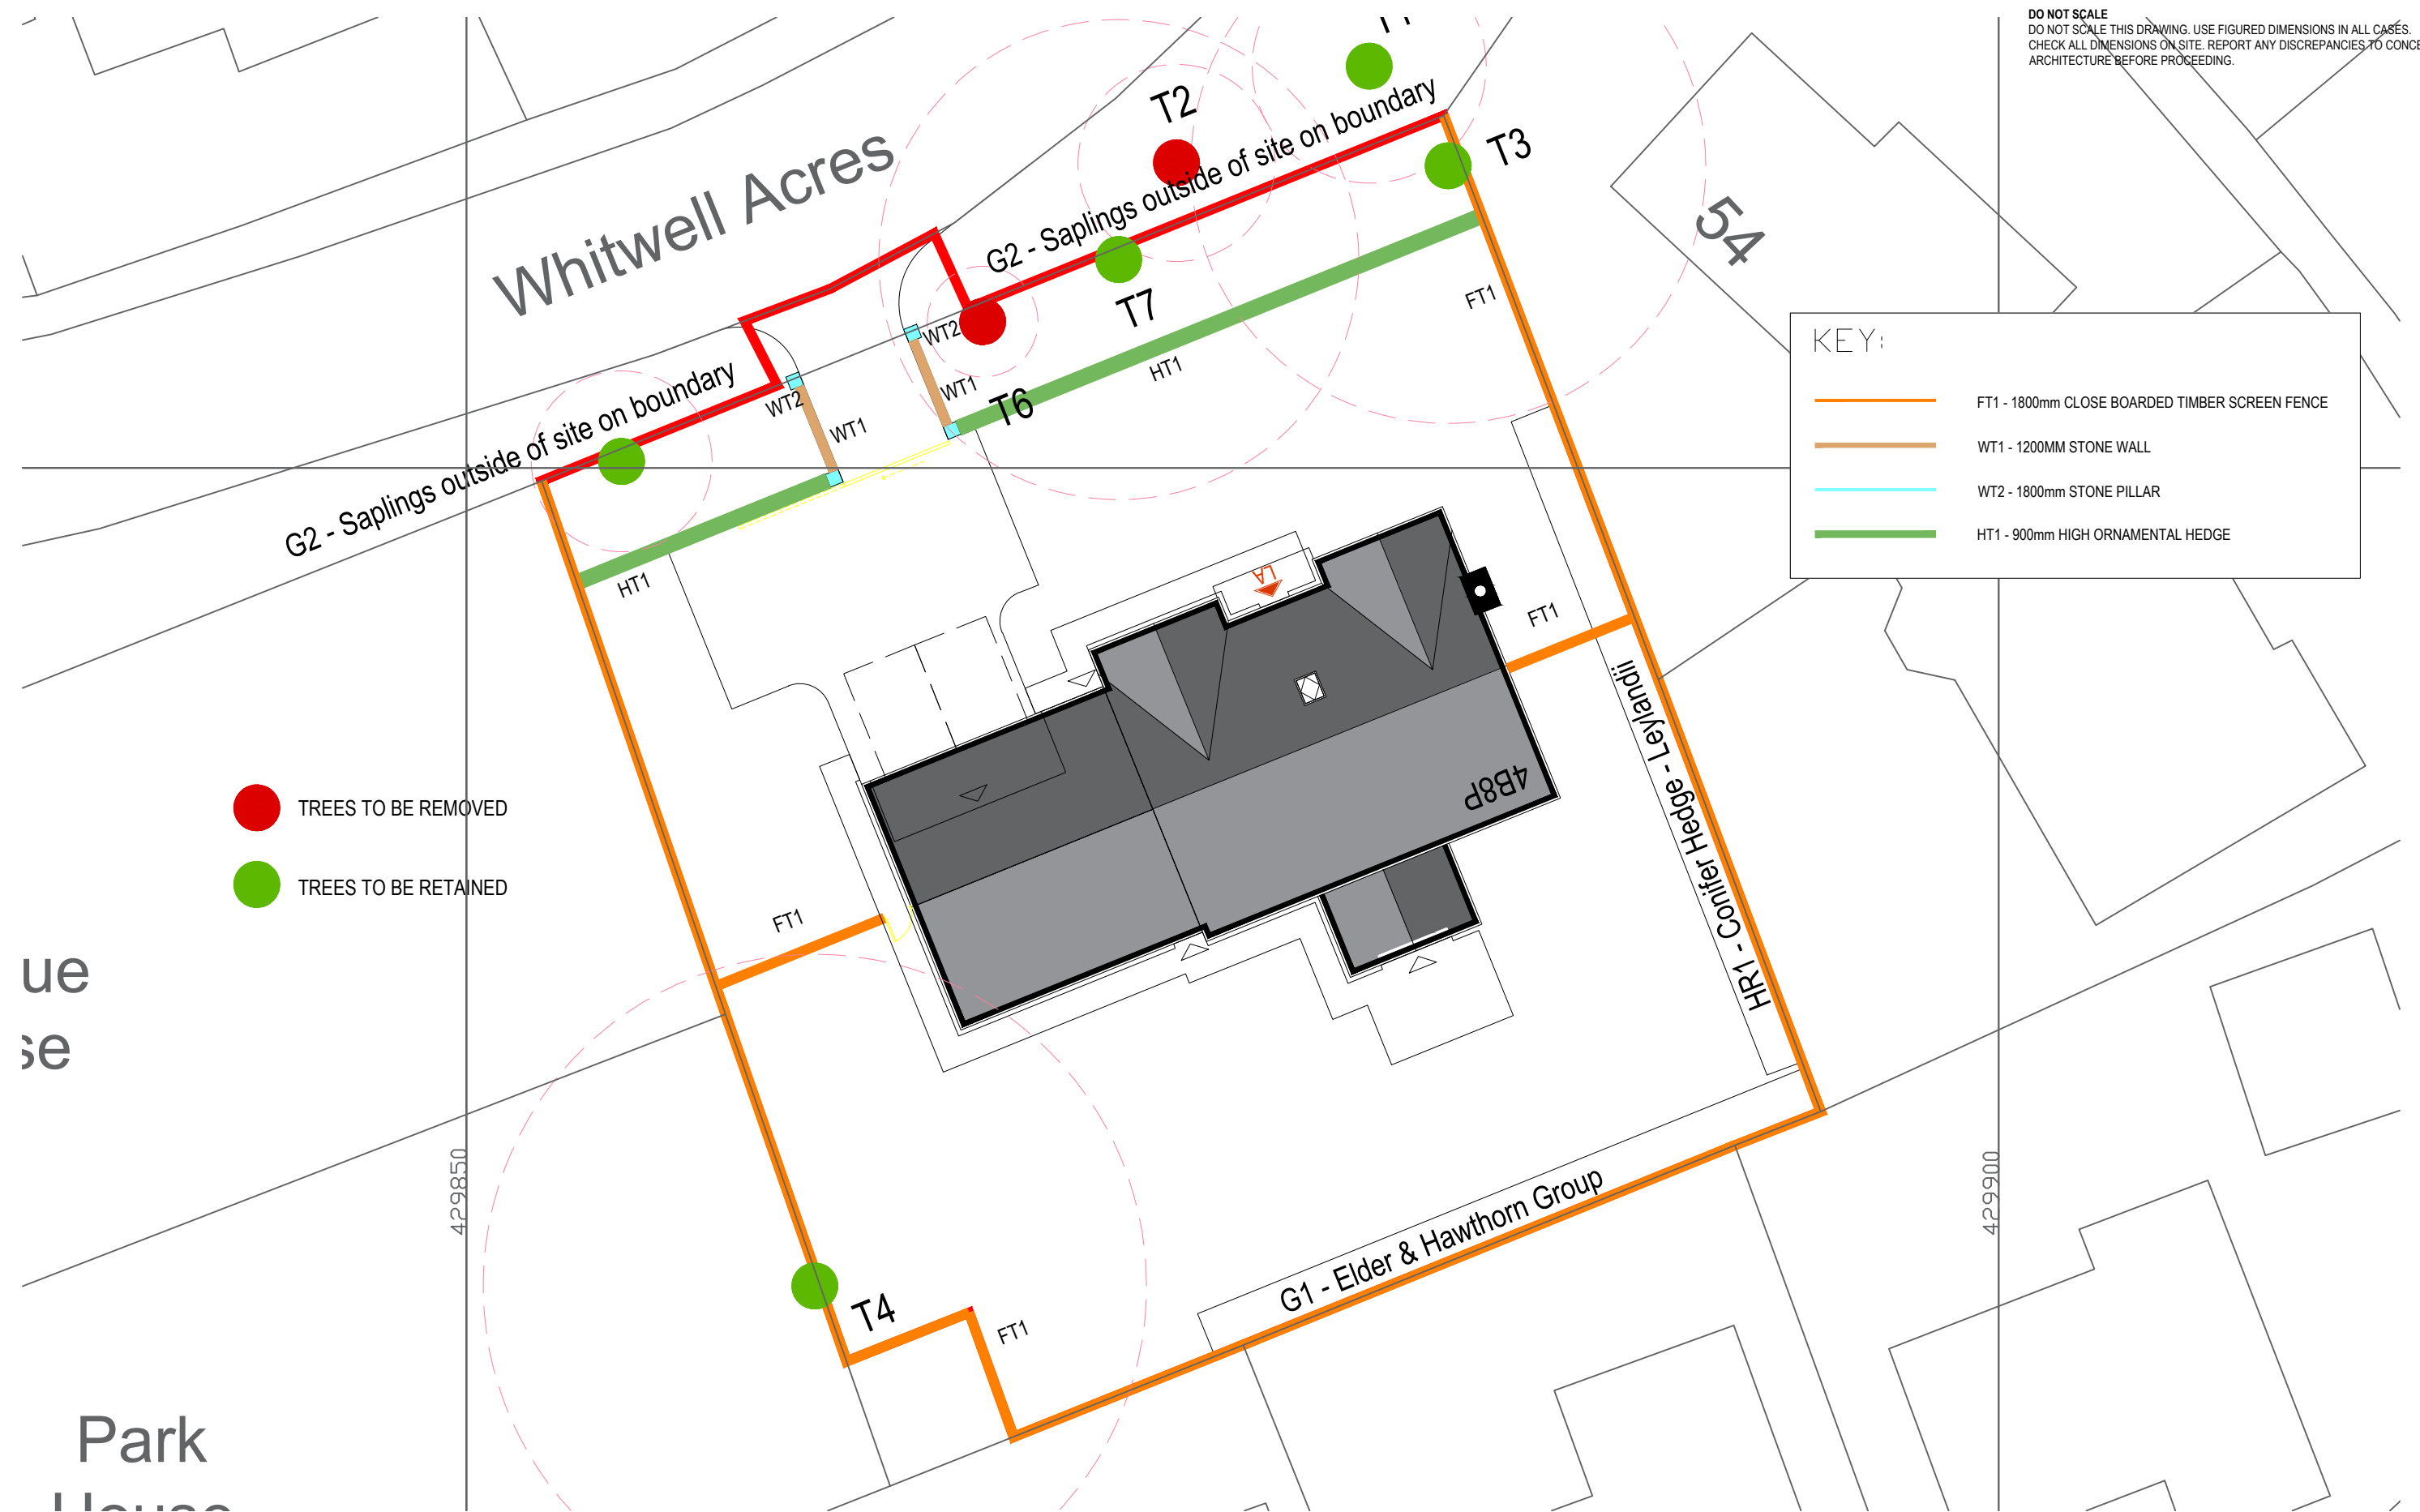 DO NOT SCALE
DO NOT SCALE THIS DRAWING. USE FIGURED DIMENSIONS IN ALL CASES.
CHECK ALL DIMENSIONS ON SITE. REPORT ANY DISCREPANCIES TO CONCE
ARCHITECTURE BEFORE PROCEEDING.
T2
T3
Whitwell Acres
G2 - Saplings outside of site on boundary
54
T7
FT1
WT2
WT1
HT1
T6
KEY:
FT1 - 1800mm CLOSE BOARDED TIMBER SCREEN FENCE
WT1 - 1200MM STONE WALL
WT2 - 1800mm STONE PILLAR
HT1 - 900mm HIGH ORNAMENTAL HEDGE
G2 - Saplings outside of site on boundary
WT2
WT1
HT1
LA
FT1
HR1 - Conifer Hedge - Leylandii
4B8P
TREES TO BE REMOVED
TREES TO BE RETAINED
FT1
ue
se
429850
429900
G1 - Elder & Hawthorn Group
T4
FT1
Park
House